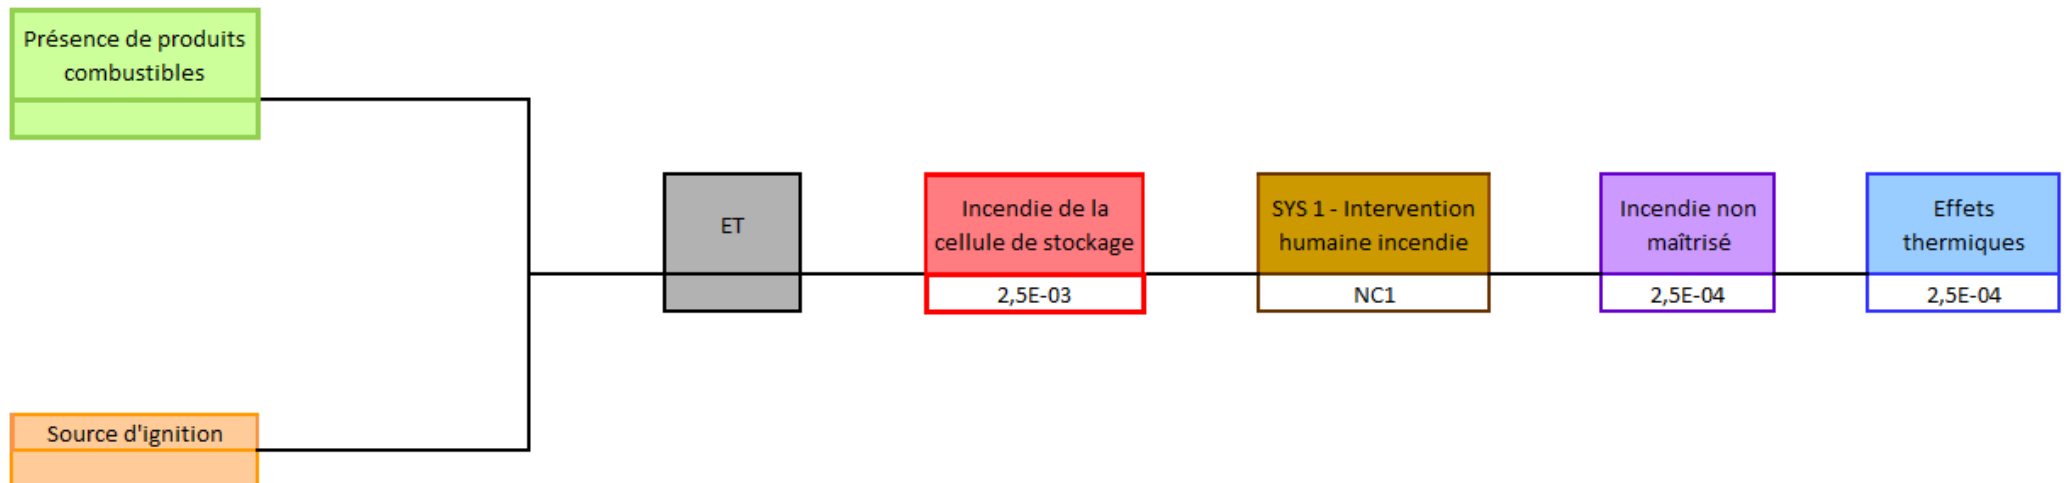 Présence de produits
combustibles
ET
Incendie de la
cellule de stockage
2,5E-03
SYS 1 - Intervention
humaine incendie
NC1
Incendie non
maîtrisé
2,5E-04
Effets
thermiques
2,5E-04
Source d'ignition